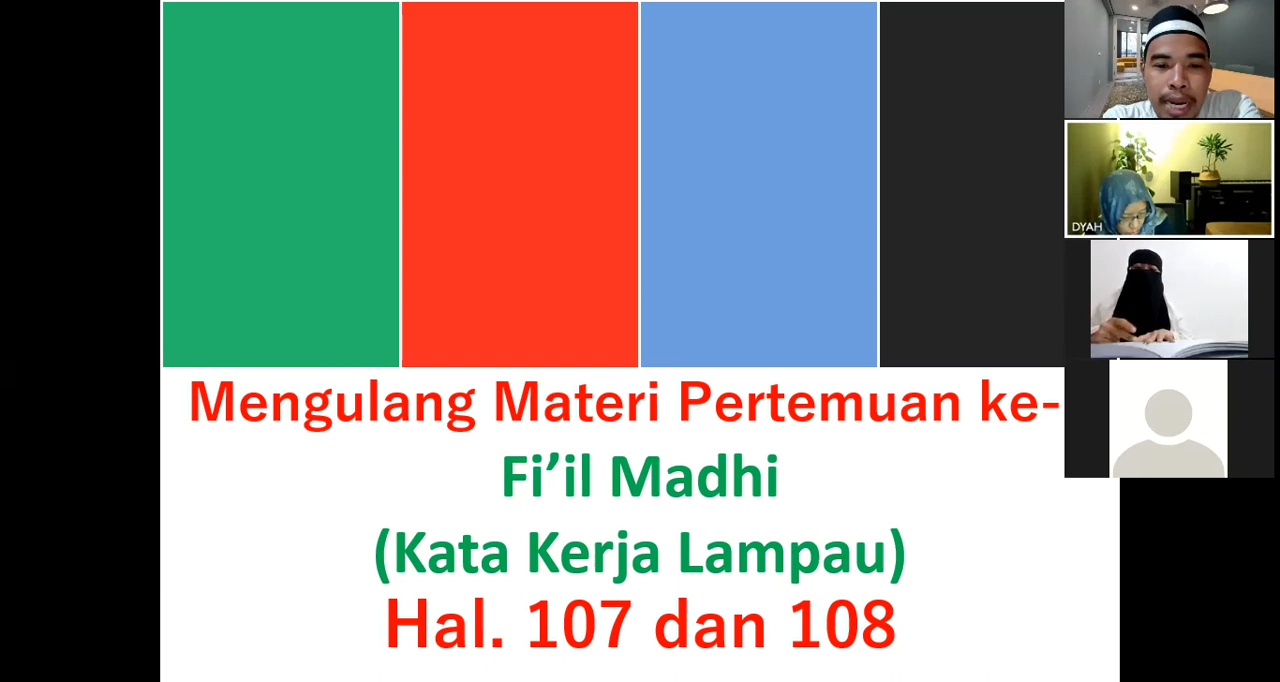 Mengulang Materi Pertemuan ke-
Fi’il Madhi
(Kata Kerja Lampau)
Hal. 107 dan 108
DYAH